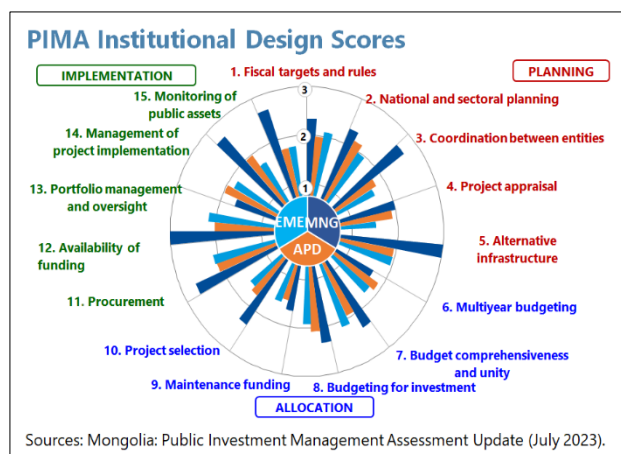 PIMA Institutional Design Scores
IMPLEMENTATION
1. Fiscal targets and rules
PLANNING
15. Monitoring of
public assets
3
2. National and sectoral planning
14. Management of
project implementation
2
3. Coordination between entities
13. Portfolio management
and oversight
1
4. Project appraisal
EME
MNG
APD
12. Availability of
funding
5. Alternative
infrastructure
11. Procurement
6. Multiyear budgeting
10. Project selection
7. Budget comprehensiveness
and unity
9. Maintenance funding
8. Budgeting for investment
ALLOCATION
Sources: Mongolia: Public Investment Management Assessment Update (July 2023).